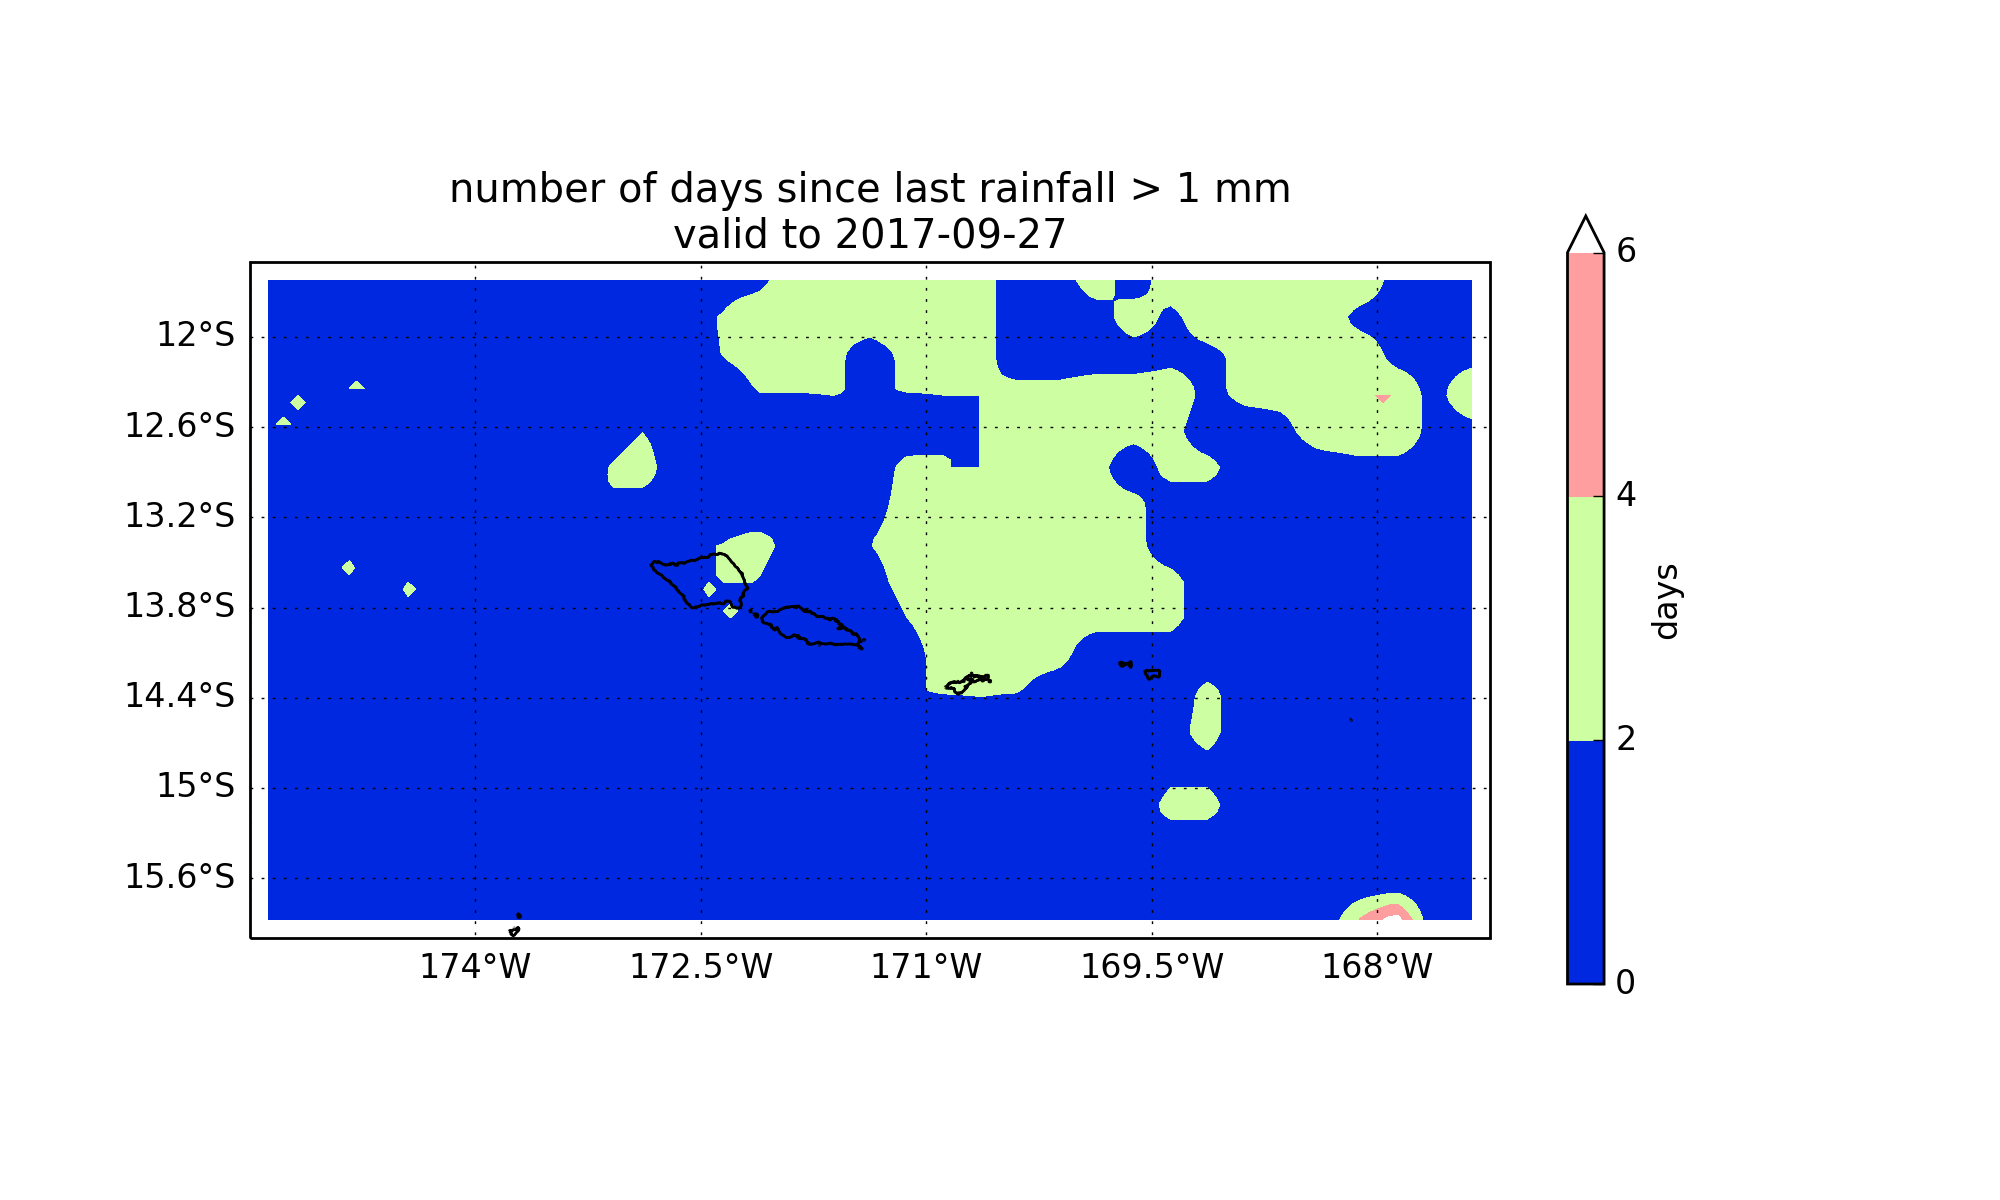 number of days since last rainfall > 1 mm
valid to 2017-09-27
12°S
12.6°S
13.2°S
13.8°S
14.4°S
15°S
15.6°S
174°W
172.5°W
171°W
169.5°W
168°W
6
4
2
0
days